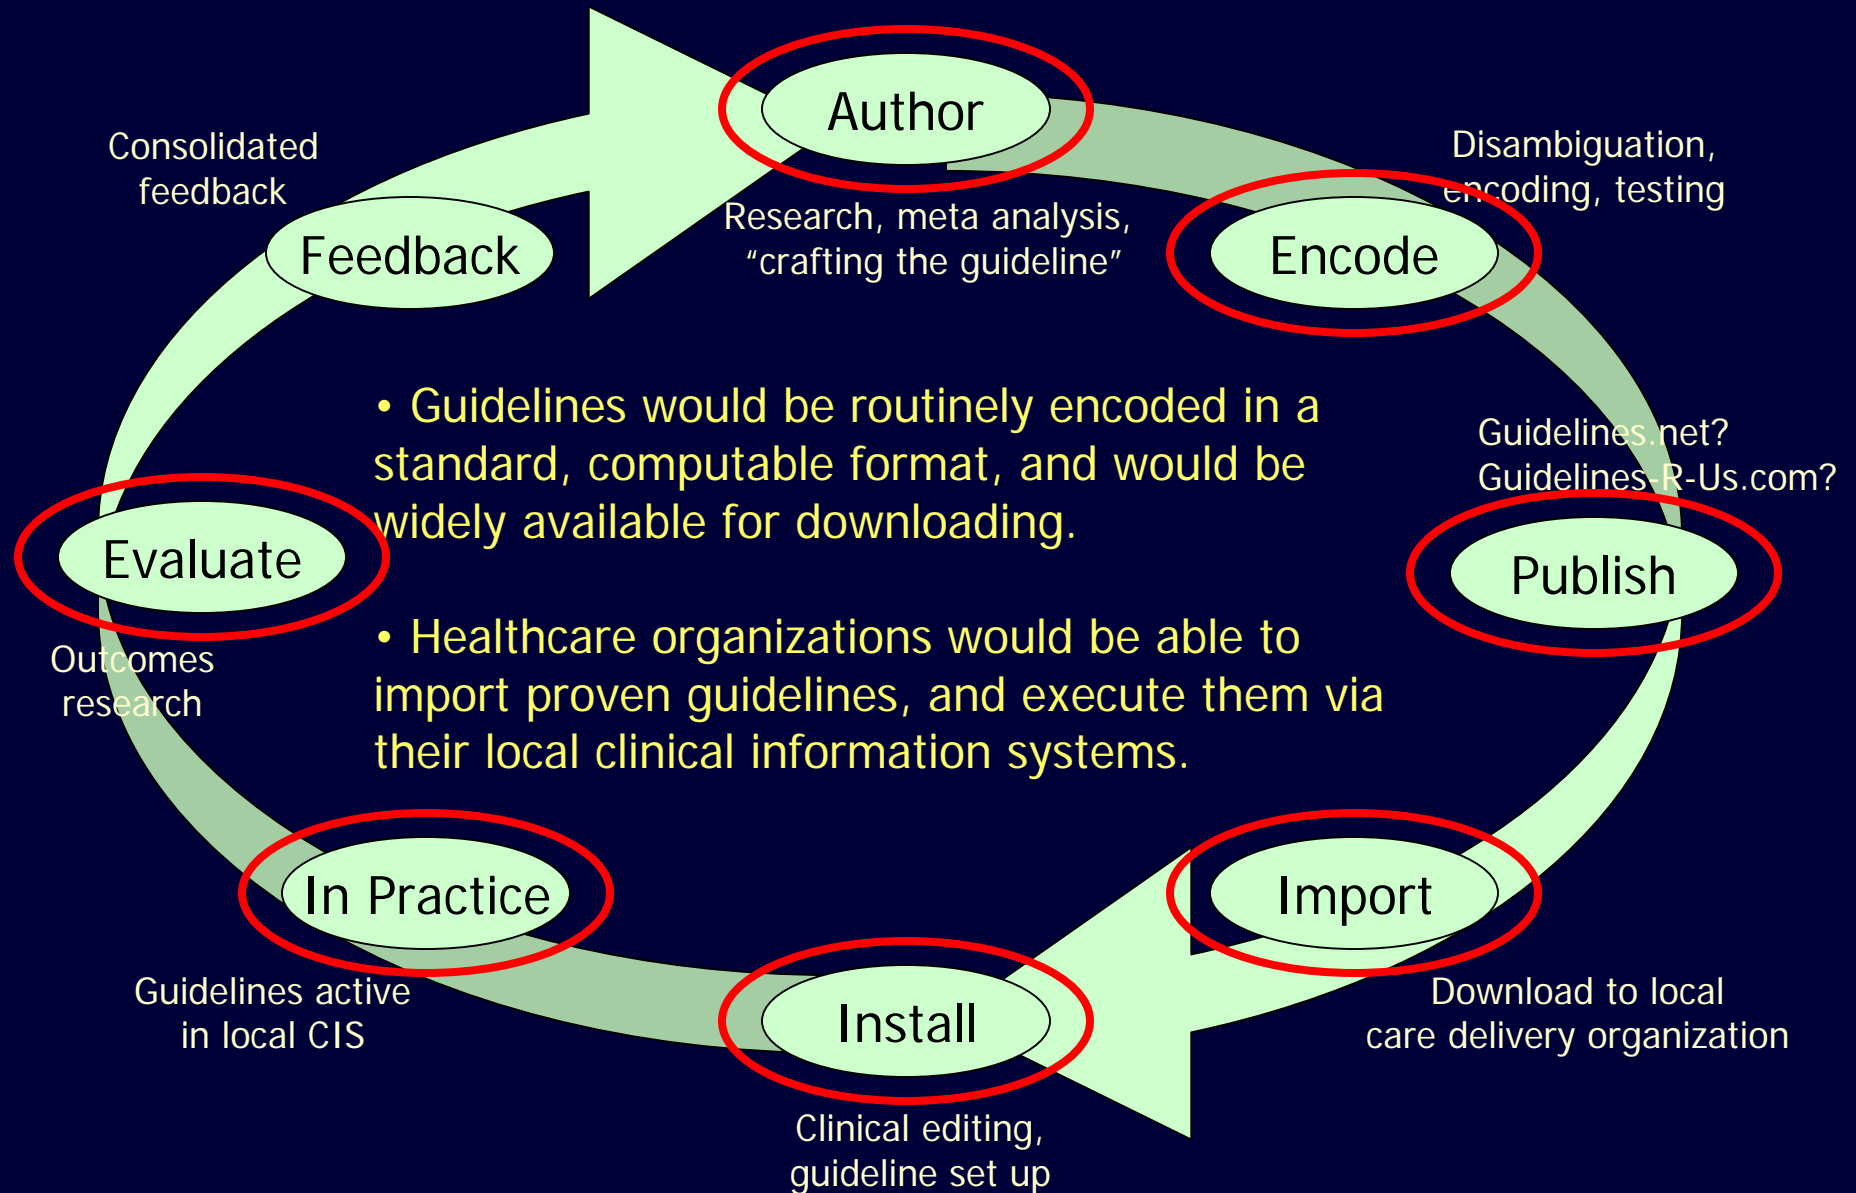 Author
Research, meta analysis,
“crafting the guideline”
Disambiguation,
encoding, testing
Encode
Guidelines.net?
Guidelines-R-Us.com?
Publish
Import
Download to local
care delivery organization
Install
Clinical editing,
guideline set up
In Practice
Guidelines active
in local CIS
Evaluate
Outcomes
research
Consolidated
feedback
Feedback
• Guidelines would be routinely encoded in a
standard, computable format, and would be
widely available for downloading.
• Healthcare organizations would be able to
import proven guidelines, and execute them via
their local clinical information systems.